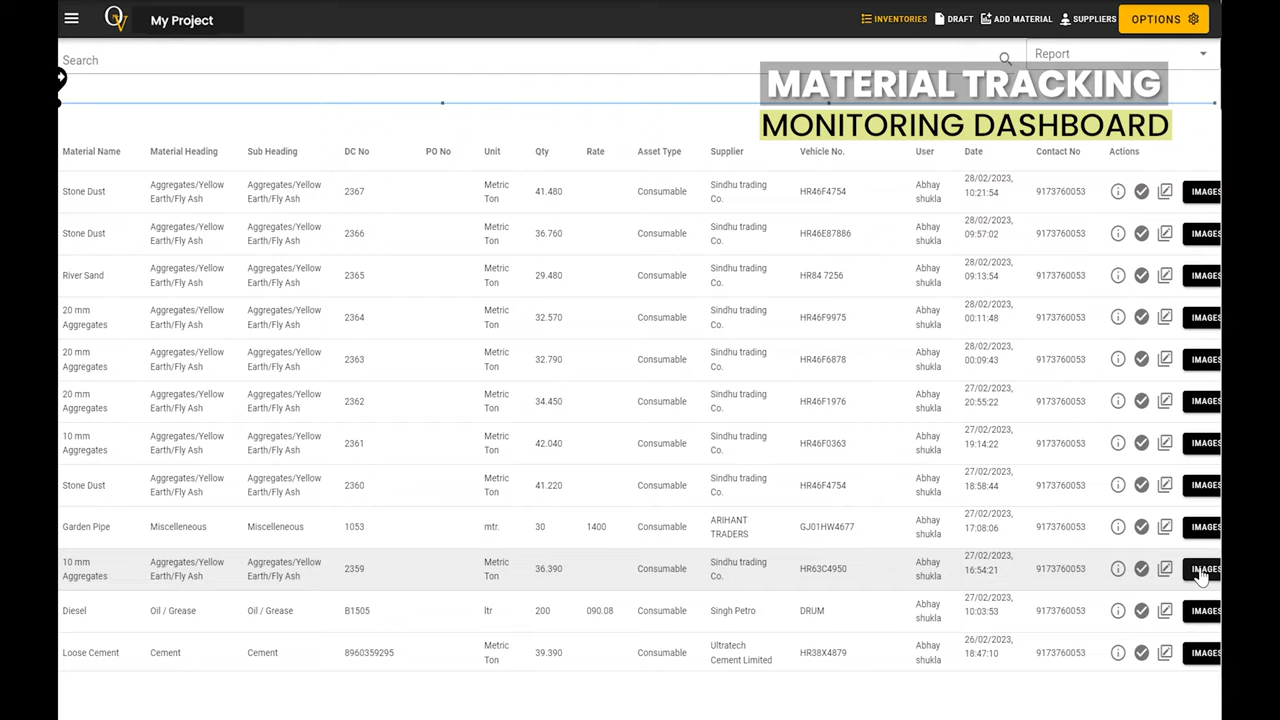 My Project
INVENTORIES DRAFT ADD MATERIAL SUPPLIERS OPTIONS
Search
Report
MATERIAL TRACKING
MONITORING DASHBOARD
Material Name Material Heading Sub Heading DC No PO No Unit Qty Rate Asset Type Supplier Vehicle No. User Date Contact No Actions
Stone Dust Aggregates/Yellow Earth/Fly Ash Aggregates/Yellow Earth/Fly Ash 2367 Metric Ton 41.480 Consumable Sindhu trading Co. HR46F4754 Abhay shukla 28/02/2023, 10:21:54 9173760053 IMAGES
Stone Dust Aggregates/Yellow Earth/Fly Ash Aggregates/Yellow Earth/Fly Ash 2366 Metric Ton 36.760 Consumable Sindhu trading Co. HR46E87886 Abhay shukla 28/02/2023, 09:57:02 9173760053 IMAGES
River Sand Aggregates/Yellow Earth/Fly Ash Aggregates/Yellow Earth/Fly Ash 2365 Metric Ton 29.480 Consumable Sindhu trading Co. HR84 7256 Abhay shukla 28/02/2023, 09:13:54 9173760053 IMAGES
20 mm Aggregates Aggregates/Yellow Earth/Fly Ash Aggregates/Yellow Earth/Fly Ash 2364 Metric Ton 32.570 Consumable Sindhu trading Co. HR46F9975 Abhay shukla 28/02/2023, 00:11:48 9173760053 IMAGES
20 mm Aggregates Aggregates/Yellow Earth/Fly Ash Aggregates/Yellow Earth/Fly Ash 2363 Metric Ton 32.790 Consumable Sindhu trading Co. HR46F6878 Abhay shukla 28/02/2023, 00:09:43 9173760053 IMAGES
20 mm Aggregates Aggregates/Yellow Earth/Fly Ash Aggregates/Yellow Earth/Fly Ash 2362 Metric Ton 34.450 Consumable Sindhu trading Co. HR46F1976 Abhay shukla 27/02/2023, 20:55:22 9173760053 IMAGES
10 mm Aggregates Aggregates/Yellow Earth/Fly Ash Aggregates/Yellow Earth/Fly Ash 2361 Metric Ton 42.040 Consumable Sindhu trading Co. HR46F0363 Abhay shukla 27/02/2023, 19:14:22 9173760053 IMAGES
Stone Dust Aggregates/Yellow Earth/Fly Ash Aggregates/Yellow Earth/Fly Ash 2360 Metric Ton 41.220 Consumable Sindhu trading Co. HR46F4754 Abhay shukla 27/02/2023, 18:58:44 9173760053 IMAGES
Garden Pipe Miscellaneous Miscellaneous 1053 mtr. 30 1400 Consumable ARIHANT TRADERS GJ01HW4677 Abhay shukla 27/02/2023, 17:08:06 9173760053 IMAGES
10 mm Aggregates Aggregates/Yellow Earth/Fly Ash Aggregates/Yellow Earth/Fly Ash 2359 Metric Ton 36.390 Consumable Sindhu trading Co. HR63C4950 Abhay shukla 27/02/2023, 16:54:21 9173760053 IMAGES
Diesel Oil / Grease Oil / Grease B1505 ltr 200 090.08 Consumable Singh Petro DRUM Abhay shukla 27/02/2023, 10:03:53 9173760053 IMAGES
Loose Cement Cement Cement 8960359295 Metric Ton 39.390 Consumable Ultratech Cement Limited HR38X4879 Abhay shukla 26/02/2023, 18:47:10 9173760053 IMAGES